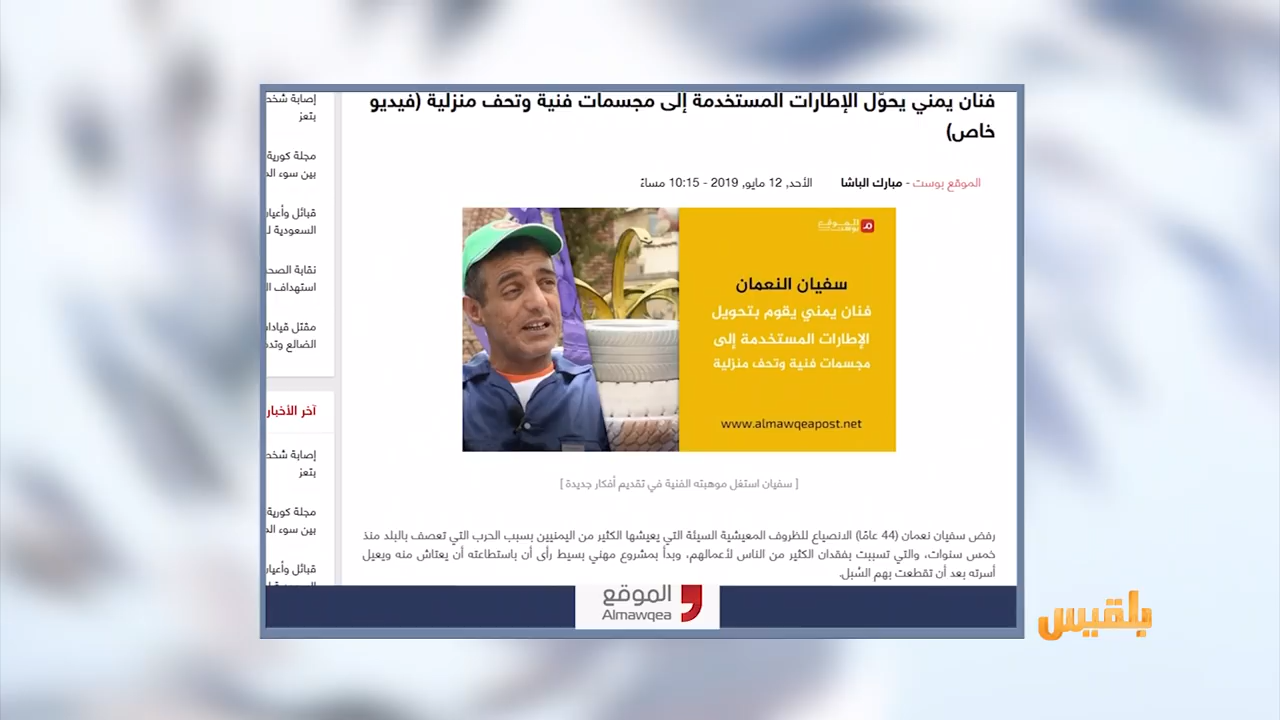 فنان يمني يحوّل الإطارات المستخدمة إلى مجسمات فنية وتحف منزلية (فيديو
خاص)
الموقع بوست - مبارك الباشا الأحد, 12 مايو, 2019 - 10:15 مساءً
الموقع
بوست
سفيان النعمان
فنان يمني يقوم بتحويل
الإطارات المستخدمة إلى
مجسمات فنية وتحف منزلية
www.almawqeapost.net
[ سفيان استغل موهبته الفنية في تقديم أفكار جديدة ]
رفض سفيان نعمان (44 عامًا) الانصياع للظروف المعيشية السيئة التي يعيشها الكثير من اليمنيين بسبب الحرب التي تعصف بالبلد منذ
خمس سنوات، والتي تسببت بفقدان الكثير من الناس لأعمالهم، وبدأ بمشروع مهني بسيط رأى أن باستطاعته أن يعتاش منه ويعيل
أسرته بعد أن تقطعت بهم السُبل.
إصابة شخص
بتعز
مجلة كورية
بين سوء
قبائل وأعيان
السعودية
نقابة
استهداف
مقتل
الضالع
آخر الأخبار
إصابة شخص
بتعز
مجلة كورية
بين سوء
قبائل وأعيان
الموقع
Almawqea
بلقيس